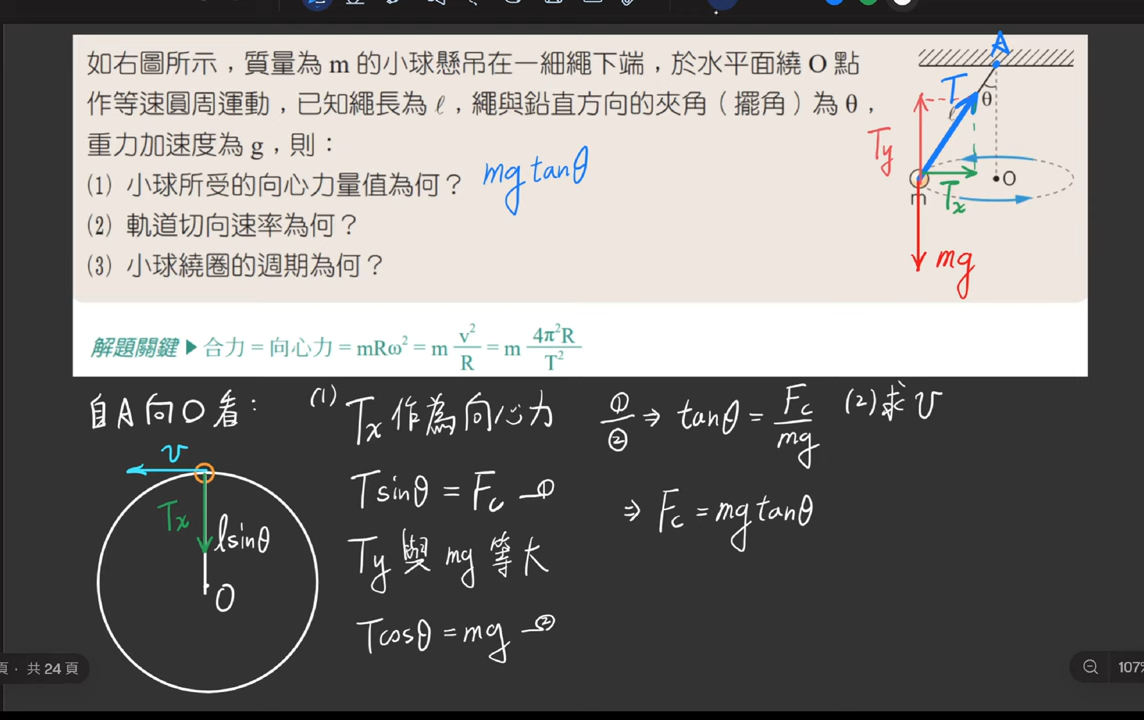 如右圖所示，質量為 m 的小球懸吊在一細繩下端，於水平面繞 O 點
作等速圓周運動，已知繩長為 ℓ，繩與鉛直方向的夾角（擺角）為 θ，
重力加速度為 g，則：
(1) 小球所受的向心力量值為何？ mg tanθ
(2) 軌道切向速率為何？
(3) 小球繞圈的週期為何？
A
T
θ
ℓ
Ty
O
m
Tx
mg
解題關鍵 ▶ 合力 = 向心力 = mRω² = m v²/R = m 4π²R/T²
自A向O看：
v
Tx
lsinθ
O
(1) Tx作為向心力
Tsinθ = Fc —①
Ty與mg等大
Tcosθ = mg —②
①/② ⇒ tanθ = Fc/mg
⇒ Fc = mg tanθ
(2) 求 v
頁 · 共 24 頁
107%